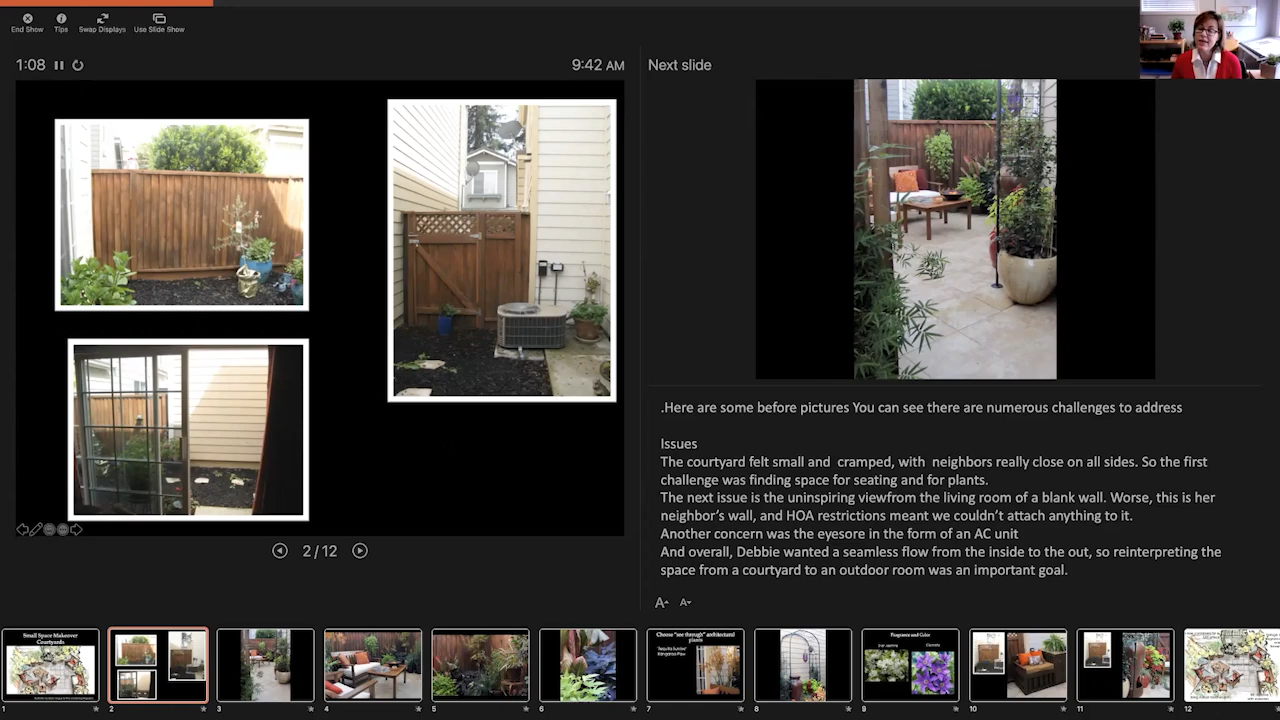 End Show
Tips
Swap Displays
Use Slide Show
1:08
9:42 AM
Next slide
.Here are some before pictures You can see there are numerous challenges to address
Issues
The courtyard felt small and cramped, with neighbors really close on all sides. So the first
challenge was finding space for seating and for plants.
The next issue is the uninspiring viewfrom the living room of a blank wall. Worse, this is her
neighbor's wall, and HOA restrictions meant we couldn't attach anything to it.
Another concern was the eyesore in the form of an AC unit
And overall, Debbie wanted a seamless flow from the inside to the out, so reinterpreting the
space from a courtyard to an outdoor room was an important goal.
2 / 12
A
A
Small Space Makeover
Courtyards
Choose "see through" architectural
plants
Kangaroo Paw
Fragrance and Color
1
2
3
4
5
6
7
8
9
10
11
12